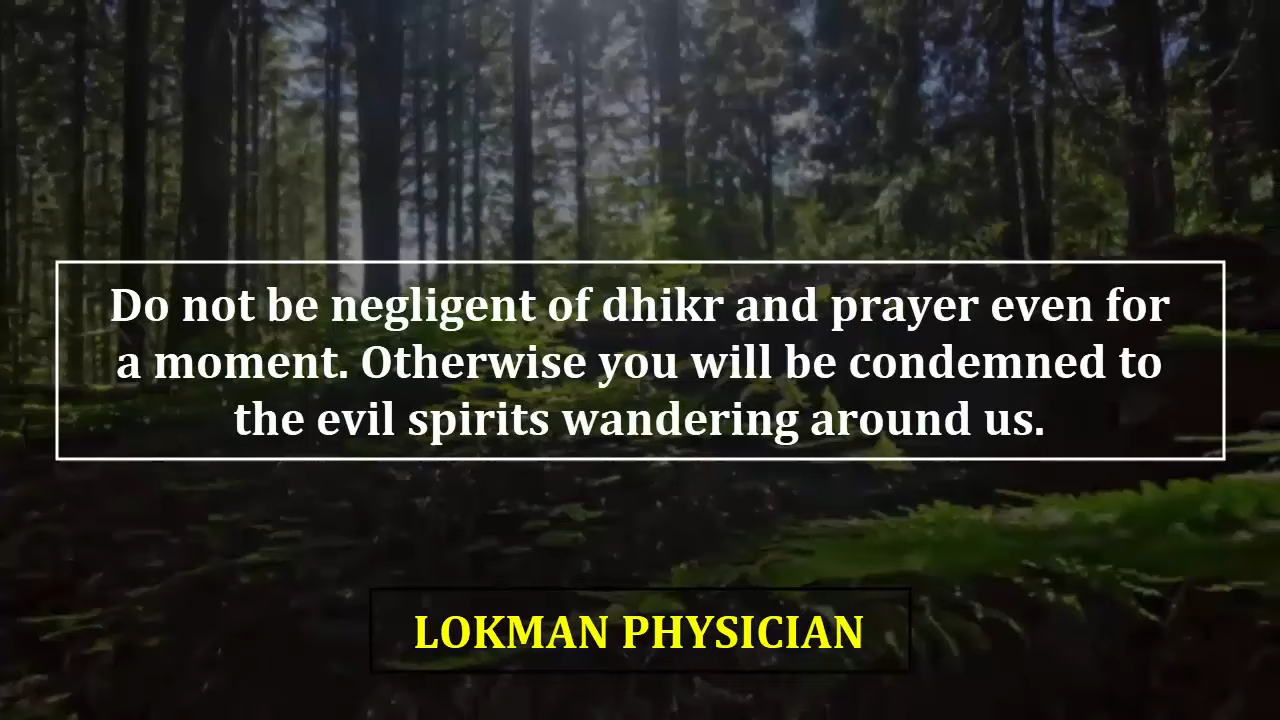 Do not be negligent of dhikr and prayer even for
a moment. Otherwise you will be condemned to
the evil spirits wandering around us.
LOKMAN PHYSICIAN